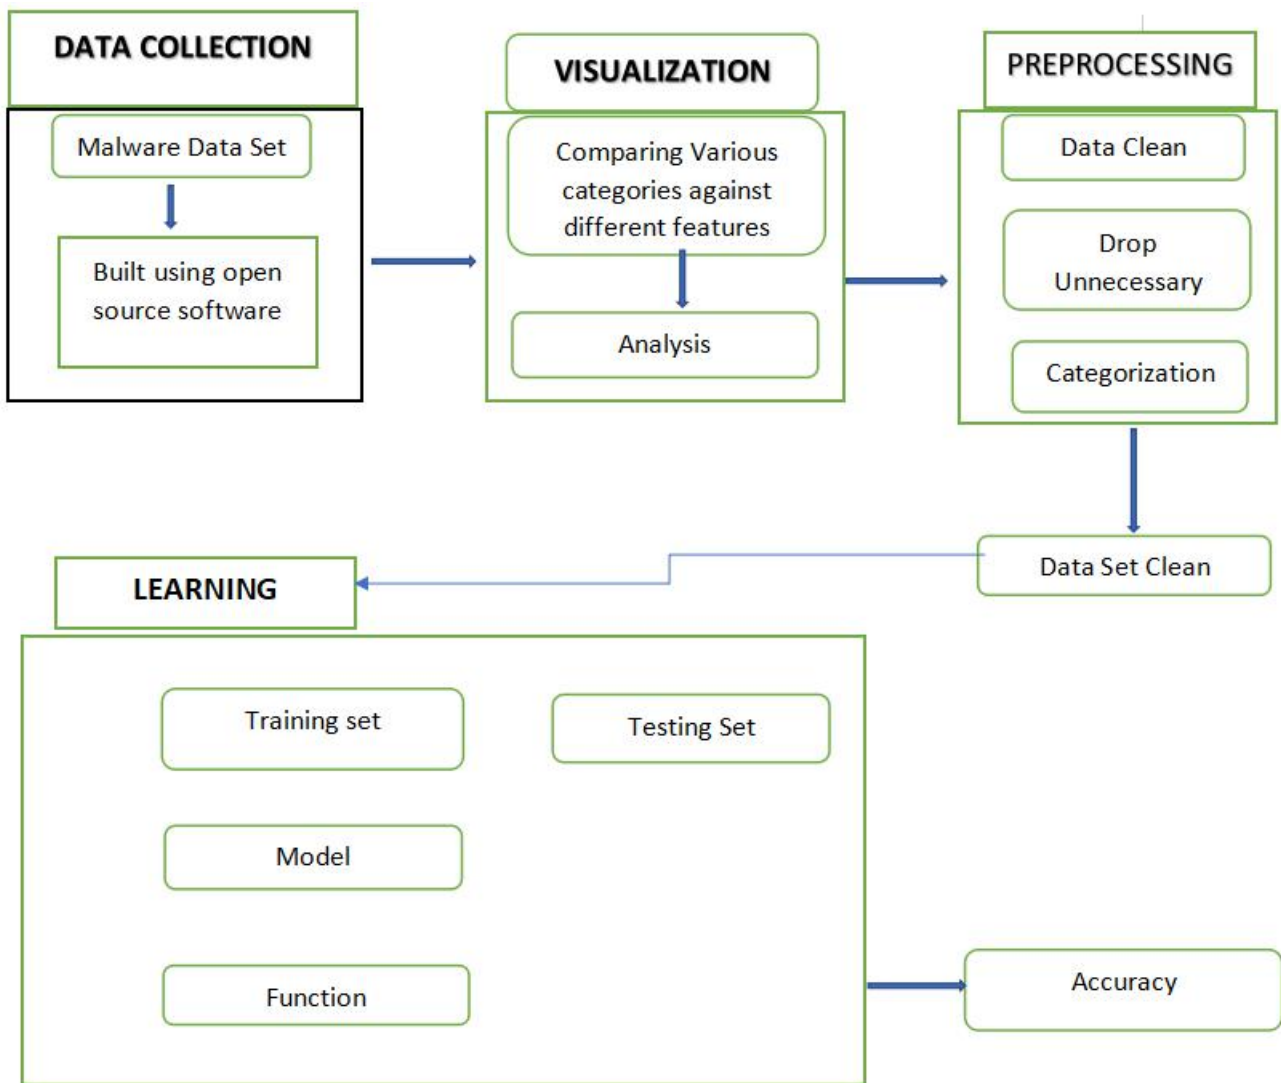 DATA COLLECTION
Malware Data Set
Built using open
source software
VISUALIZATION
Comparing Various
categories against
different features
Analysis
PREPROCESSING
Data Clean
Drop
Unnecessary
Categorization
Data Set Clean
LEARNING
Training set
Testing Set
Model
Function
Accuracy